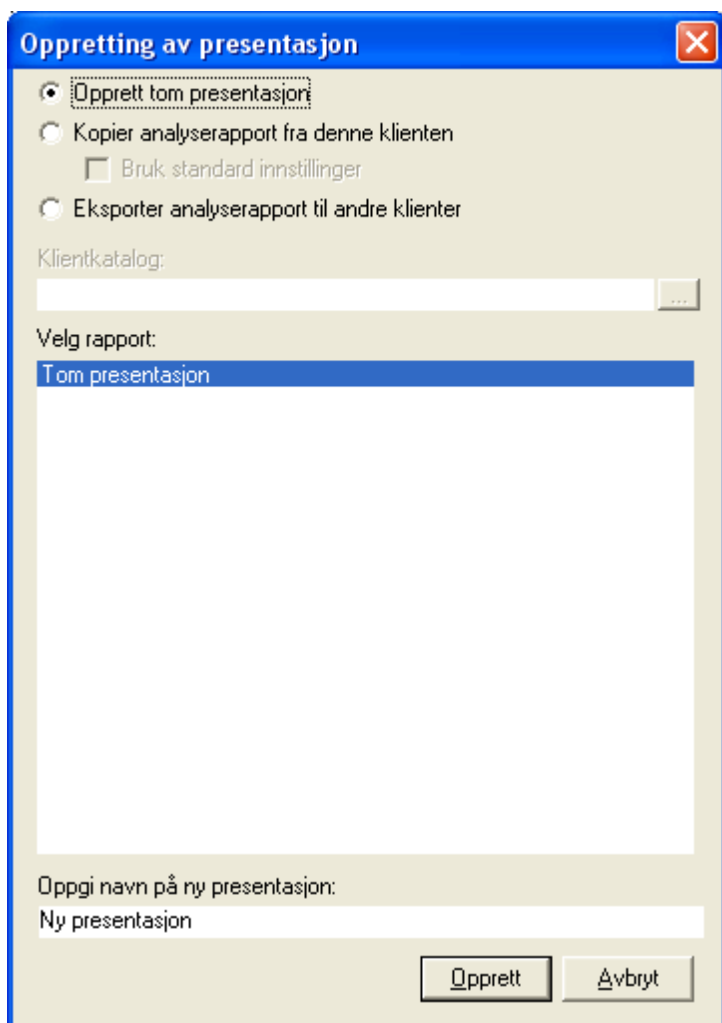 Oppretting av presentasjon
Opprett tom presentasjon
Kopier analyserapport fra denne klienten
Bruk standard innstillinger
Eksporter analyserapport til andre klienter
Klientkatalog:
...
Velg rapport:
Tom presentasjon
Oppgi navn på ny presentasjon:
Ny presentasjon
Opprett Avbryt